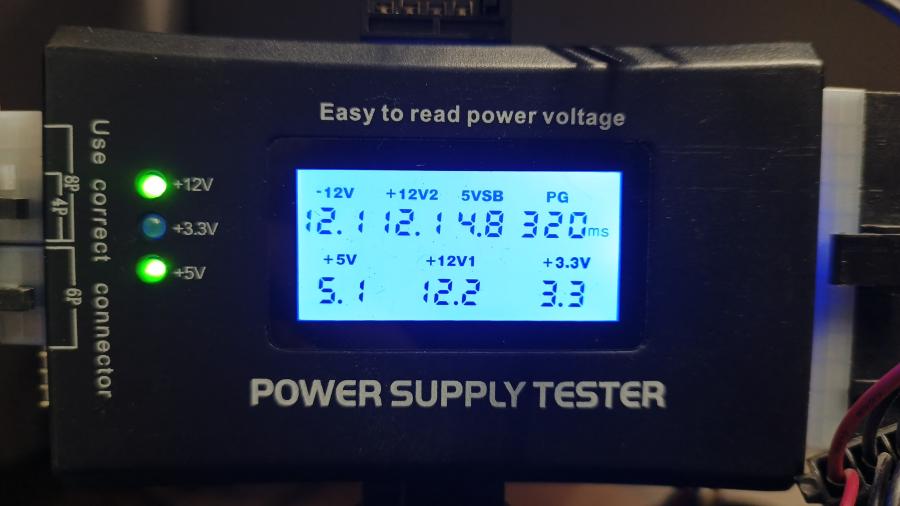 Easy to read power voltage
-12V +12V2 5VSB PG
12.1 12.1 4.8 320ms
+5V +12V1 +3.3V
5.1 12.2 3.3
POWER SUPPLY TESTER
+12V
+3.3V
+5V
Use correct connector
8P
4P
6P